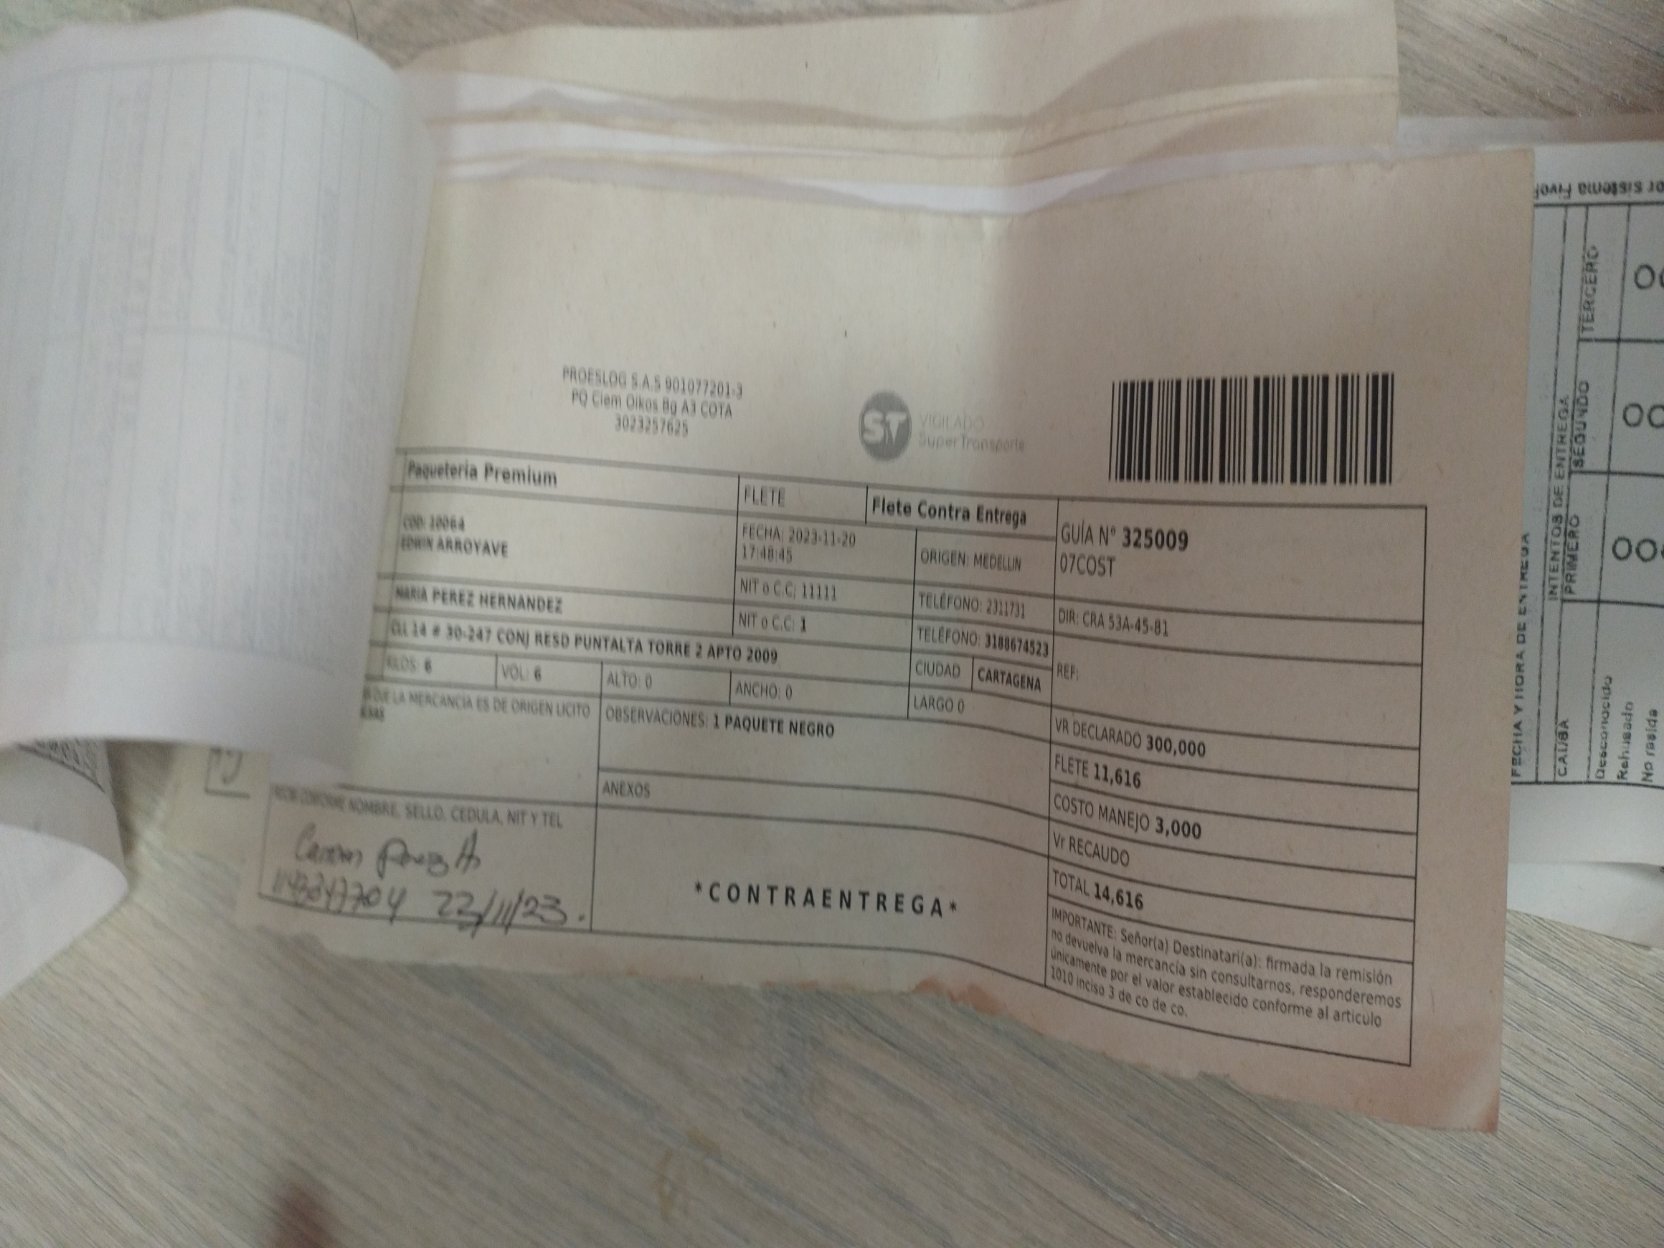 PROESLOG S.A.S 901077201-3
PQ Ciem Oikos Bg A3 COTA
3023257625
ST
VIGILADO
SuperTransporte
Paqueteria Premium
FLETE
Flete Contra Entrega
GUÍA N° 325009
07COST
COD: 10064
EDWIN ARROYAVE
FECHA: 2023-11-20
17:48:45
ORIGEN: MEDELLIN
NIT o C.C: 11111
TELÉFONO: 2311731
DIR: CRA 53A-45-81
MARIA PEREZ HERNANDEZ
NIT o C.C: 1
TELÉFONO: 3188674523
REF:
CLL 14 # 30-247 CONJ RESD PUNTALTA TORRE 2 APTO 2009
CIUDAD
CARTAGENA
KILOS: 6
VOL: 6
ALTO: 0
ANCHO: 0
LARGO 0
QUE LA MERCANCIA ES DE ORIGEN LICITO
OBSERVACIONES: 1 PAQUETE NEGRO
VR DECLARADO 300,000
FLETE 11,616
ANEXOS
COSTO MANEJO 3,000
CONFORME NOMBRE, SELLO, CEDULA, NIT Y TEL
Vr RECAUDO
TOTAL 14,616
22/11/23.
*CONTRAENTREGA*
IMPORTANTE: Señor(a) Destinatari(a): firmada la remisión
no devuelva la mercancía sin consultarnos, responderemos
únicamente por el valor establecido conforme al artículo
1010 inciso 3 de co de co.
or sistema
FECHA Y HORA DE ENTREGA
INTENTOS DE ENTREGA
CAUSA
PRIMERO
SEGUNDO
TERCERO
Desconocido
Rehusado
No reside